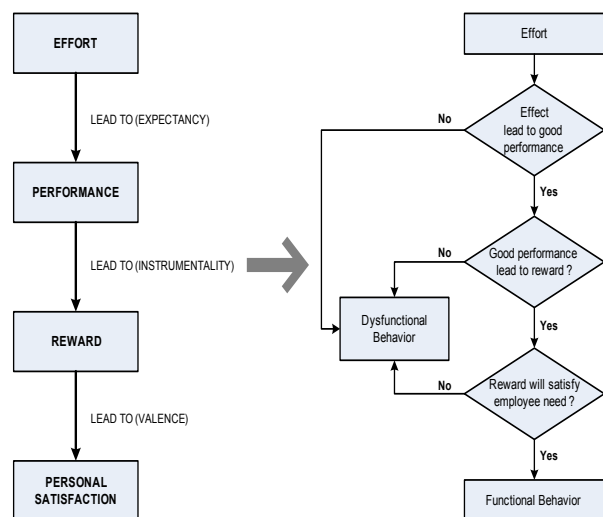 EFFORT
LEAD TO (EXPECTANCY)
PERFORMANCE
LEAD TO (INSTRUMENTALITY)
REWARD
LEAD TO (VALENCE)
PERSONAL
SATISFACTION
Effort
No
Effect
lead to good
performance
Yes
No
Good performance
lead to reward ?
Dysfunctional
Behavior
Yes
No
Reward will satisfy
employee need ?
Yes
Functional Behavior